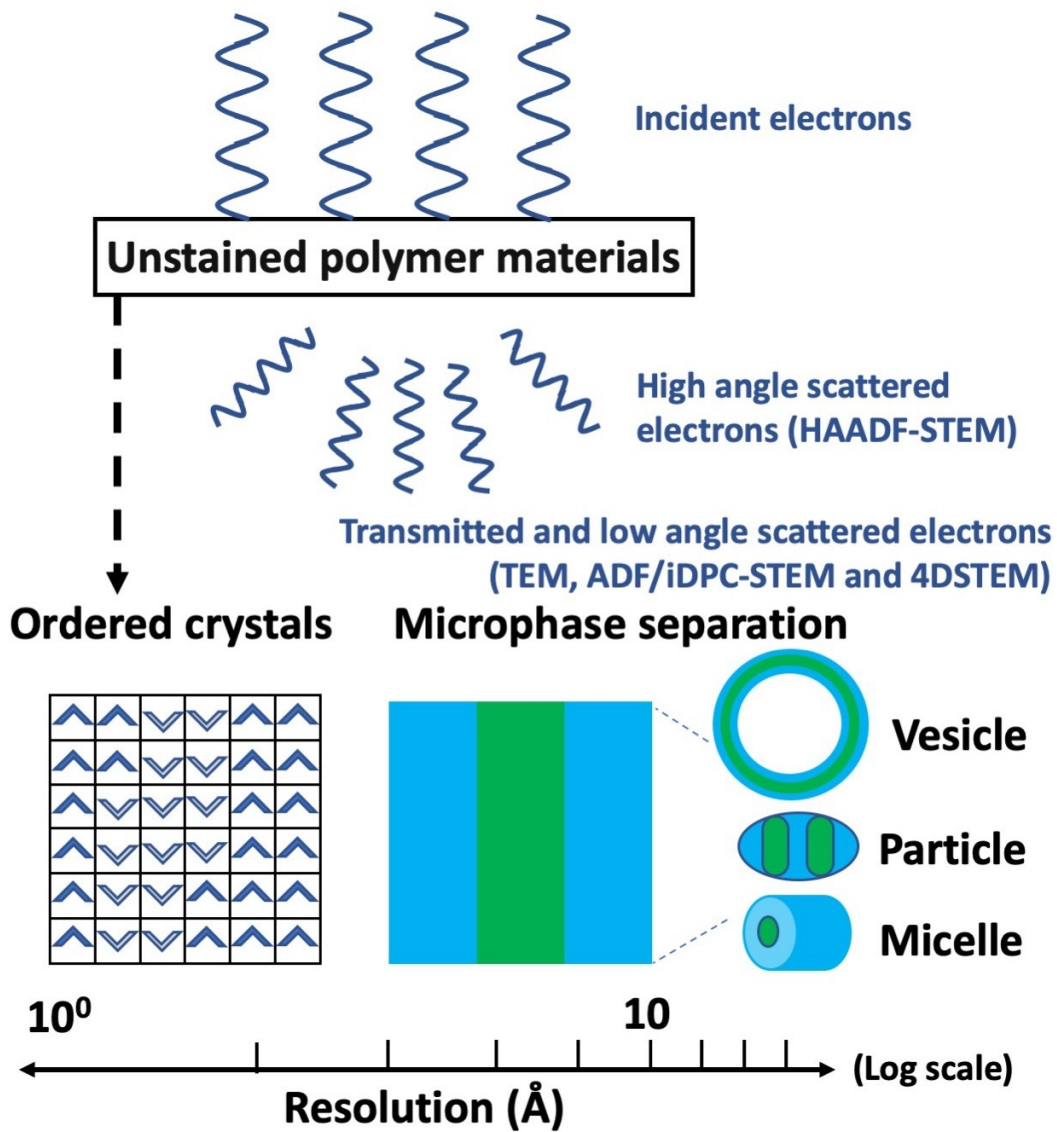 Incident electrons
Unstained polymer materials
High angle scattered
electrons (HAADF-STEM)
Transmitted and low angle scattered electrons
(TEM, ADF/iDPC-STEM and 4DSTEM)
Ordered crystals
Microphase separation
Vesicle
Particle
Micelle
10⁰
10
(Log scale)
Resolution (Å)